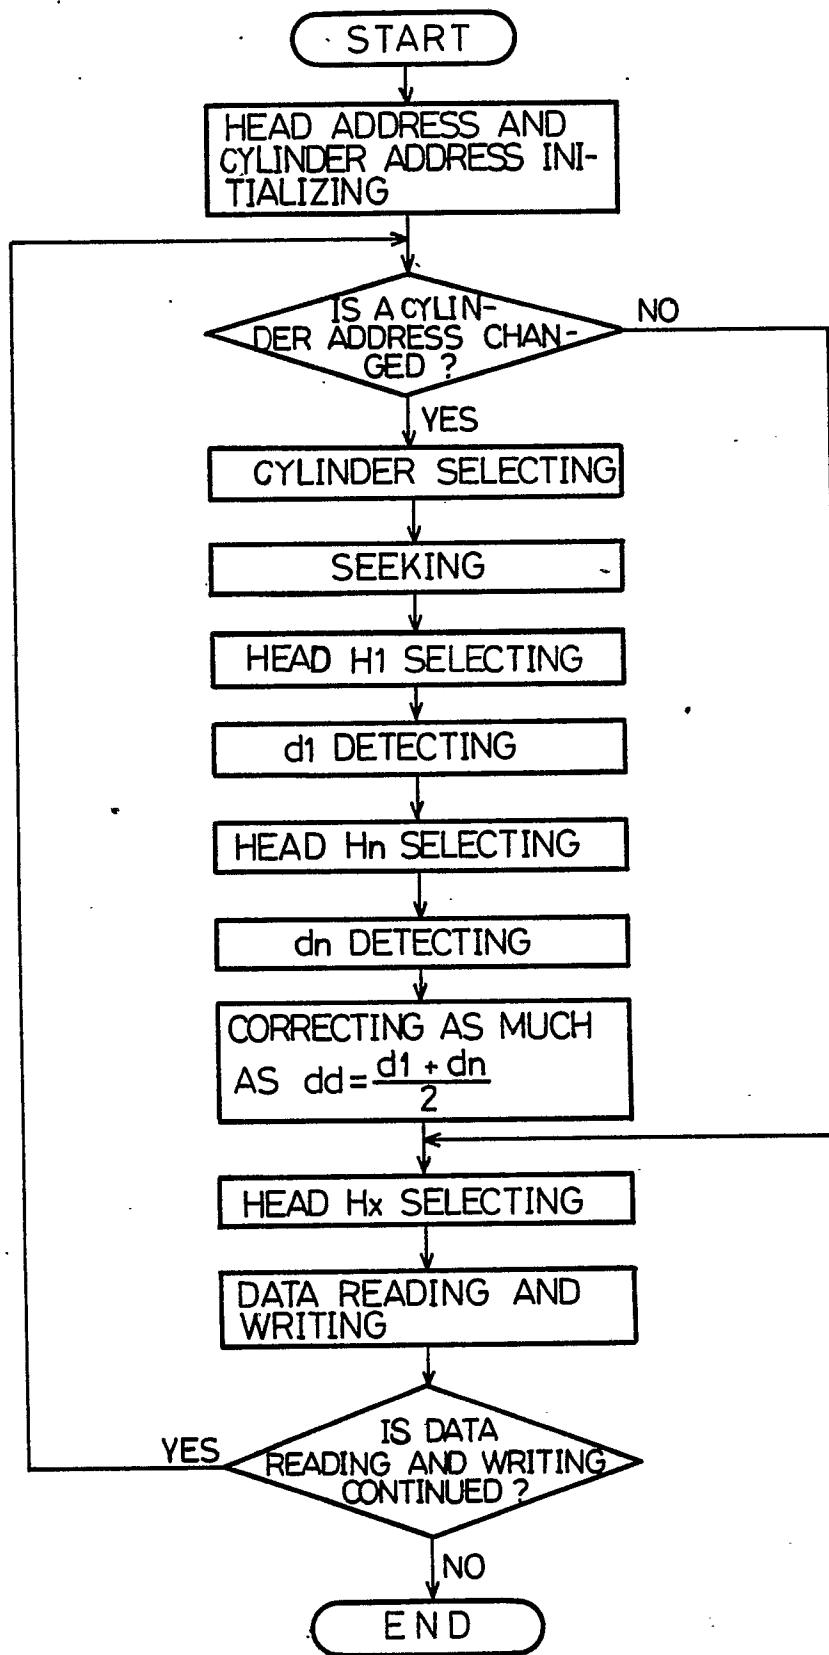 START
HEAD ADDRESS AND
CYLINDER ADDRESS INI-
TIALIZING
IS A CYLIN-
DER ADDRESS CHAN-
GED ?
NO
YES
CYLINDER SELECTING
SEEKING
HEAD H1 SELECTING
d1 DETECTING
HEAD Hn SELECTING
dn DETECTING
CORRECTING AS MUCH
AS dd = d1 + dn / 2
HEAD Hx SELECTING
DATA READING AND
WRITING
IS DATA
READING AND WRITING
CONTINUED ?
YES
NO
END